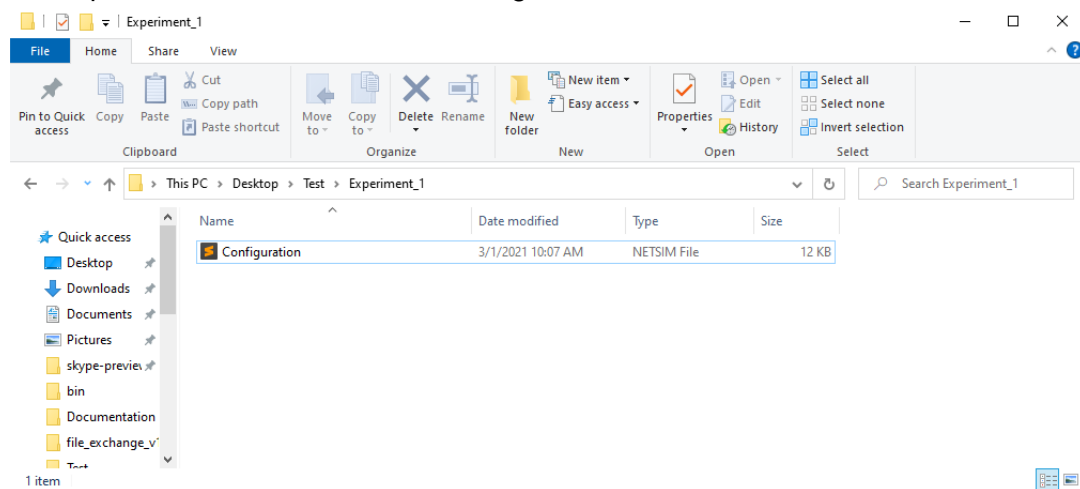 Experiment_1
File Home Share View
Pin to Quick access
Copy
Paste
Cut
Copy path
Paste shortcut
Clipboard
Move to
Copy to
Delete
Rename
Organize
New folder
New item
Easy access
New
Properties
Open
Edit
History
Open
Select all
Select none
Invert selection
Select
This PC > Desktop > Test > Experiment_1
Search Experiment_1
Name Date modified Type Size
Configuration 3/1/2021 10:07 AM NETSIM File 12 KB
Quick access
Desktop
Downloads
Documents
Pictures
skype-previe
bin
Documentation
file_exchange_v
Test
1 item